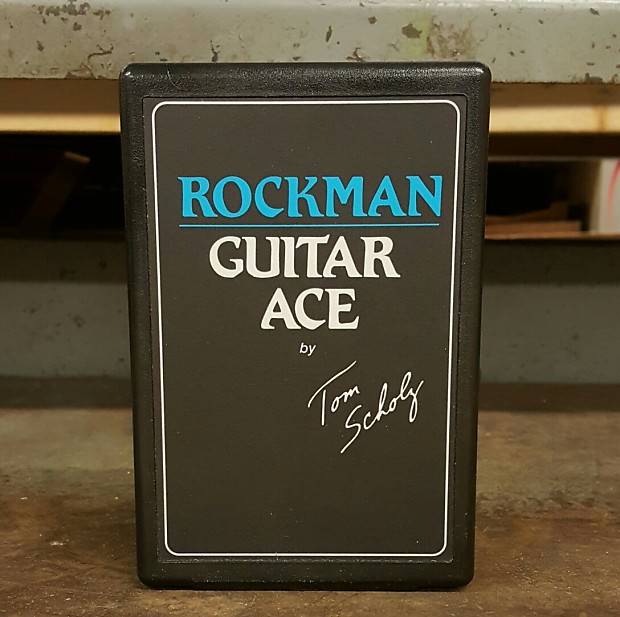 ROCKMAN
GUITAR
ACE
by
Tom
Scholz